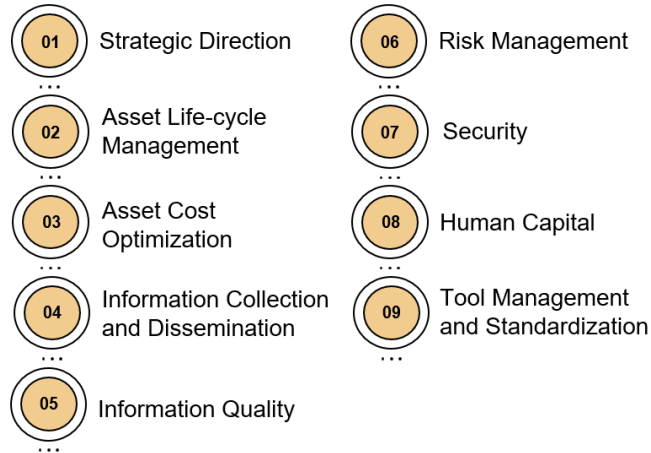 01
Strategic Direction
02
Asset Life-cycle
Management
03
Asset Cost
Optimization
04
Information Collection
and Dissemination
05
Information Quality
06
Risk Management
07
Security
08
Human Capital
09
Tool Management
and Standardization